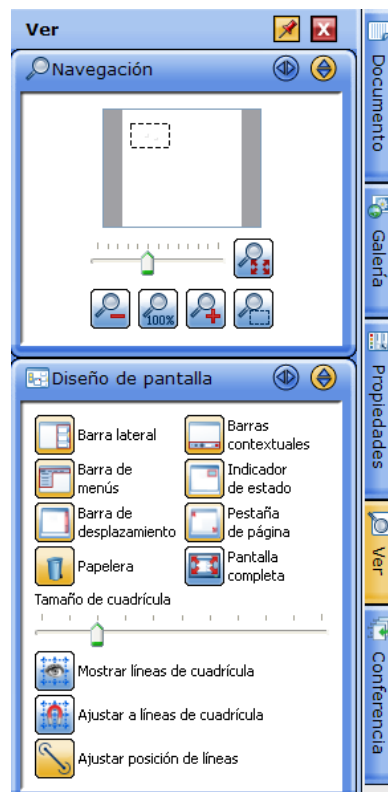 Ver
Navegación
100%
Diseño de pantalla
Barra lateral
Barras
contextuales
Barra de
menús
Indicador
de estado
Barra de
desplazamiento
Pestaña
de página
Papelera
Pantalla
completa
Tamaño de cuadrícula
Mostrar líneas de cuadrícula
Ajustar a líneas de cuadrícula
Ajustar posición de líneas
Documento
Galería
Propiedades
Ver
Conferencia